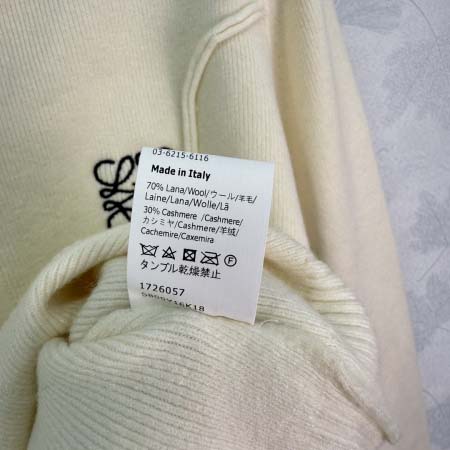 03-6215-6116
Made in Italy
70% Lana/Wool/ウール/羊毛/
Laine/Lana/Wolle/Lã
30% Cashmere /Cashmere/
カシミヤ/Cashmere/羊绒/
Cachemire/Caxemira
タンブル乾燥禁止
1726057